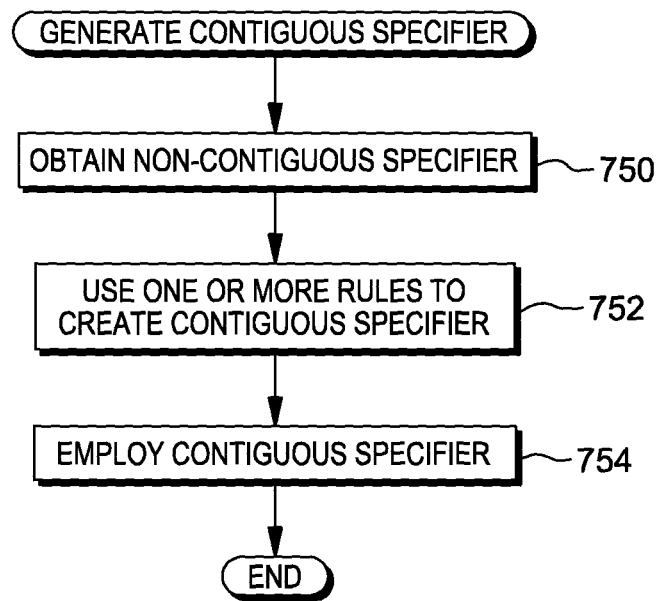 GENERATE CONTIGUOUS SPECIFIER
OBTAIN NON-CONTIGUOUS SPECIFIER
750
USE ONE OR MORE RULES TO
CREATE CONTIGUOUS SPECIFIER
752
EMPLOY CONTIGUOUS SPECIFIER
754
END